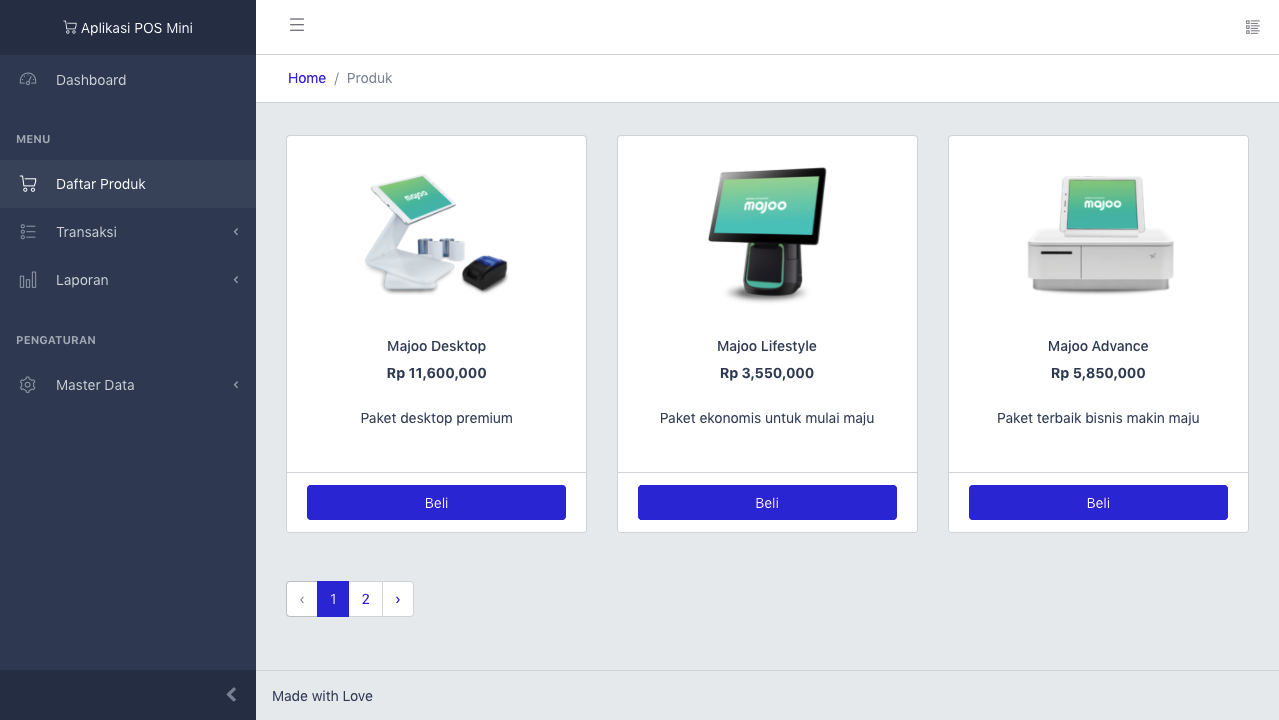 Aplikasi POS Mini
Dashboard
MENU
Daftar Produk
Transaksi
Laporan
PENGATURAN
Master Data
Home / Produk
majoo
Majoo Desktop
Rp 11,600,000
Paket desktop premium
Beli
majoo
Majoo Lifestyle
Rp 3,550,000
Paket ekonomis untuk mulai maju
Beli
majoo
Majoo Advance
Rp 5,850,000
Paket terbaik bisnis makin maju
Beli
‹ 1 2 ›
Made with Love